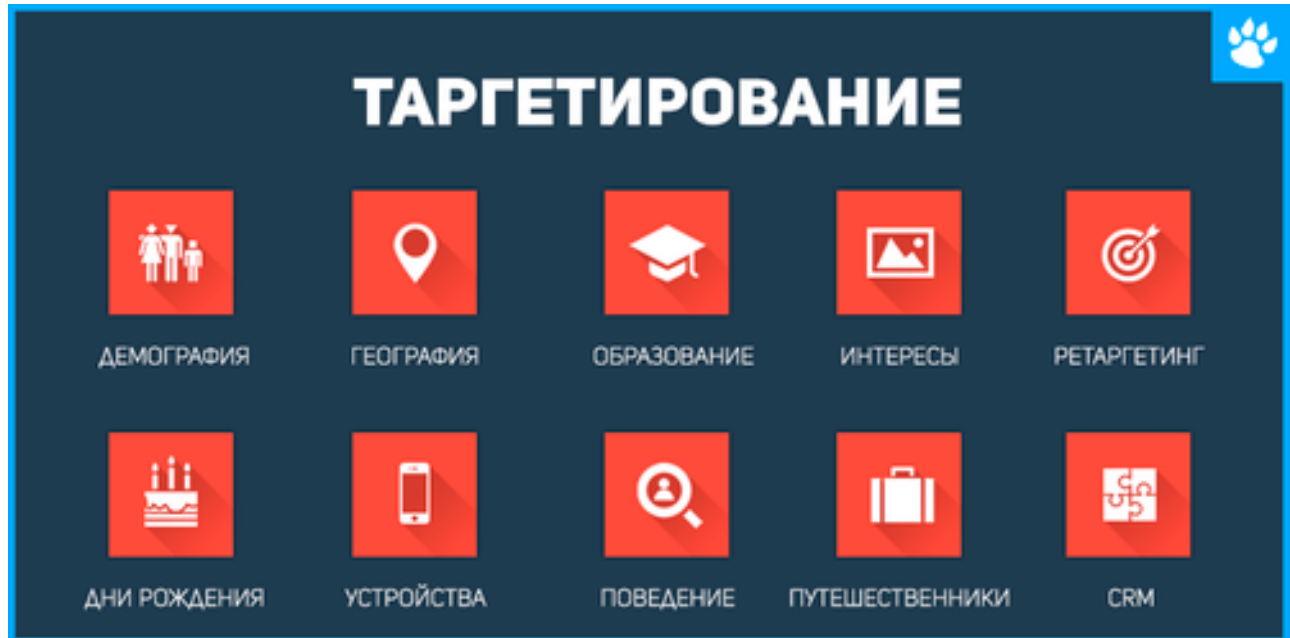 ТАРГЕТИРОВАНИЕ
ДЕМОГРАФИЯ ГЕОГРАФИЯ ОБРАЗОВАНИЕ ИНТЕРЕСЫ РЕТАРГЕТИНГ
ДНИ РОЖДЕНИЯ УСТРОЙСТВА ПОВЕДЕНИЕ ПУТЕШЕСТВЕННИКИ CRM